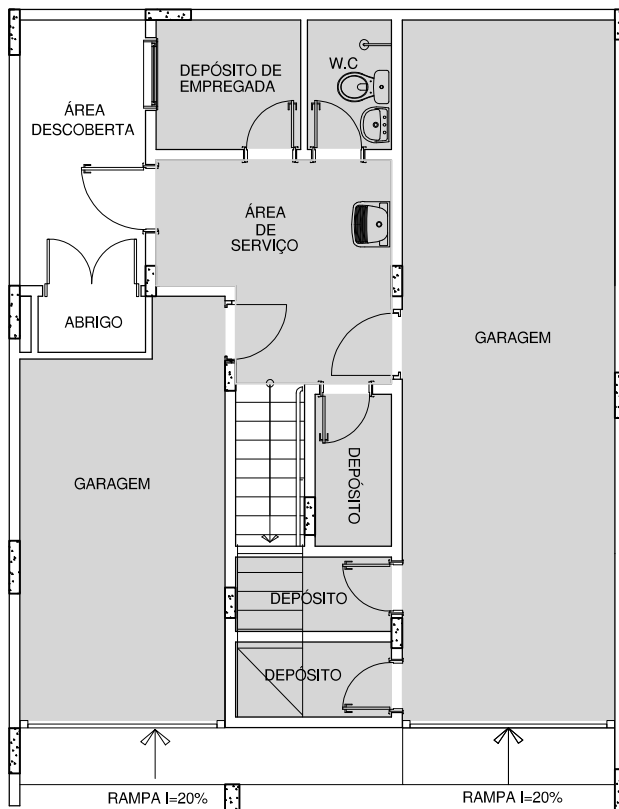 DEPÓSITO DE
EMPREGADA
W.C
ÁREA
DESCOBERTA
ÁREA
DE
SERVIÇO
ABRIGO
GARAGEM
GARAGEM
DEPÓSITO
DEPÓSITO
DEPÓSITO
RAMPA I=20%
RAMPA I=20%